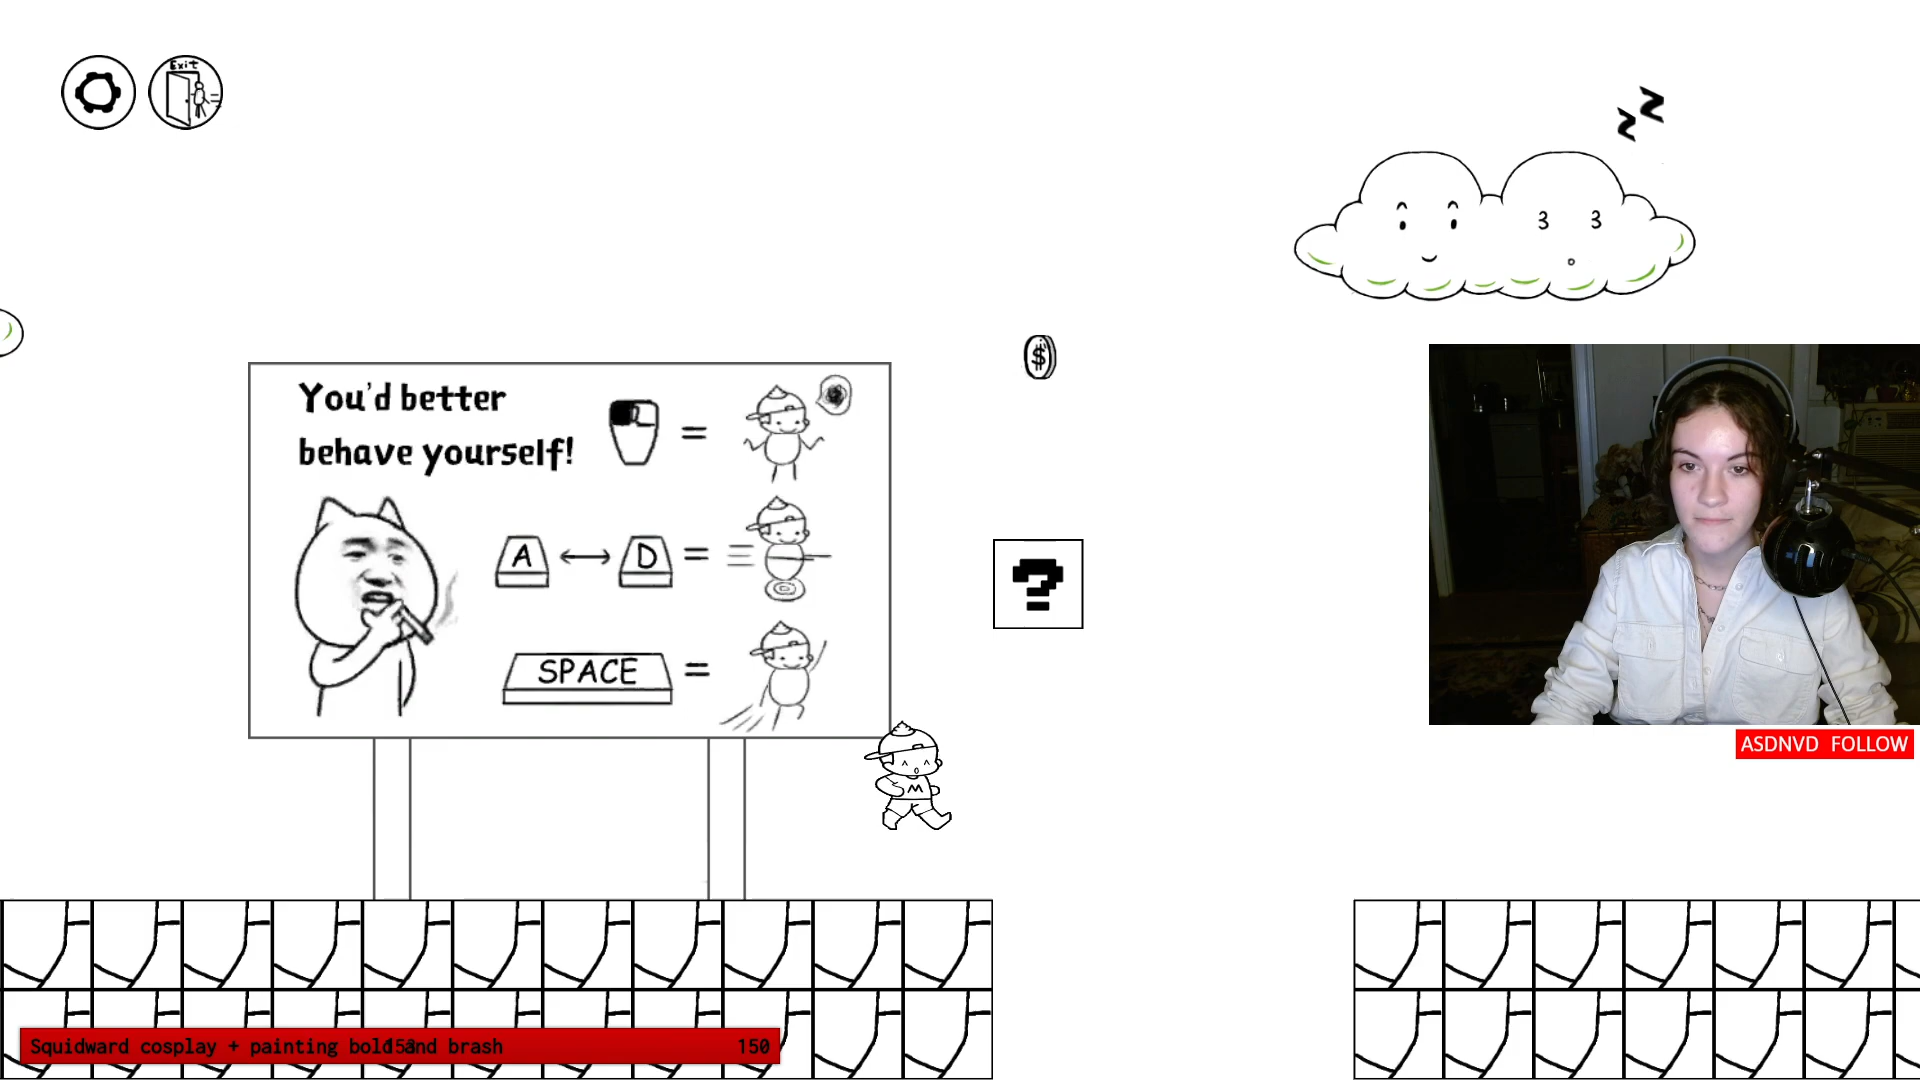 Exit
z
z
$
You'd better
behave yourself!
=
A
D
=
?
SPACE
=
M
ASDNVD FOLLOW
Squidward cosplay + painting bold and brash
150